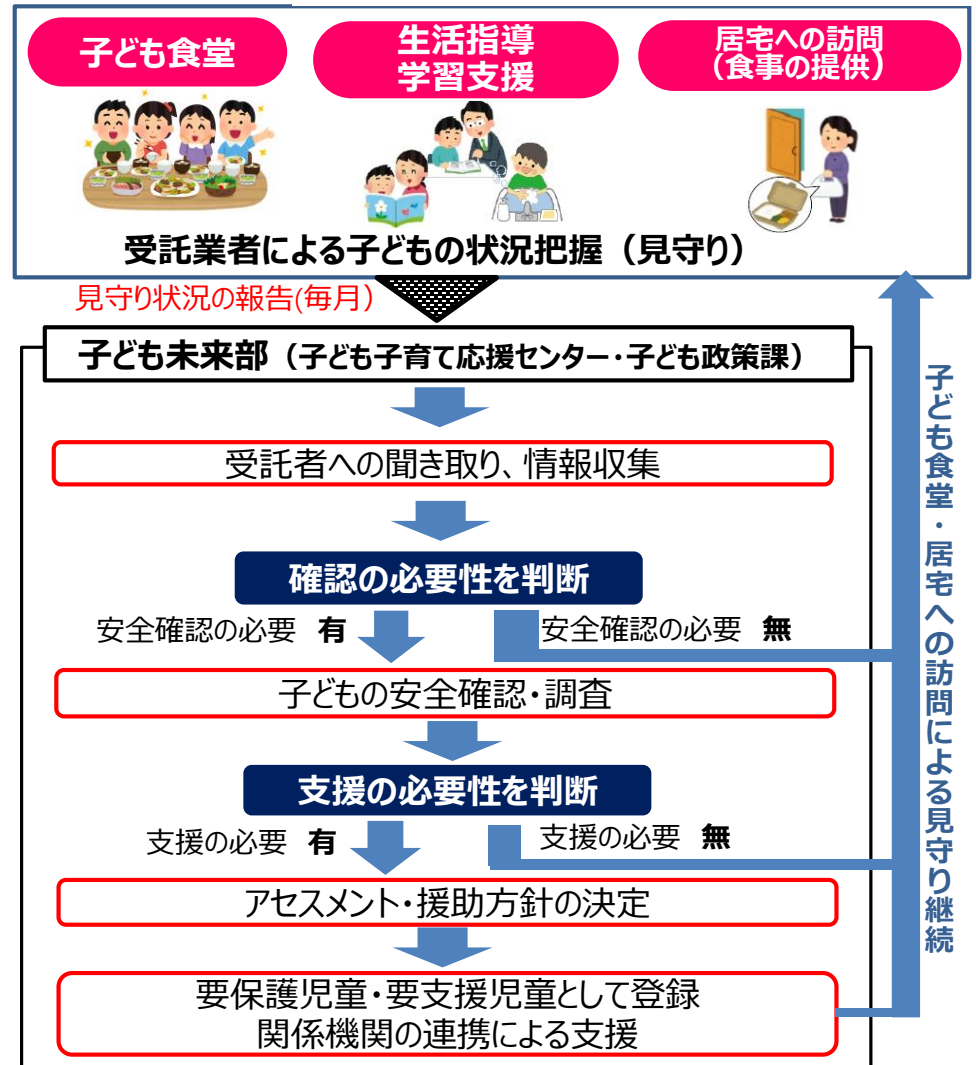 子ども食堂
生活指導
学習支援
居宅への訪問
（食事の提供）
受託業者による子どもの状況把握（見守り）
見守り状況の報告(毎月）
子ども未来部（子ども子育て応援センター・子ども政策課）
受託者への聞き取り、情報収集
確認の必要性を判断
安全確認の必要 有
安全確認の必要 無
子どもの安全確認・調査
支援の必要性を判断
支援の必要 有
支援の必要 無
アセスメント・援助方針の決定
要保護児童・要支援児童として登録
関係機関の連携による支援
子ども食堂・居宅への訪問による見守り継続